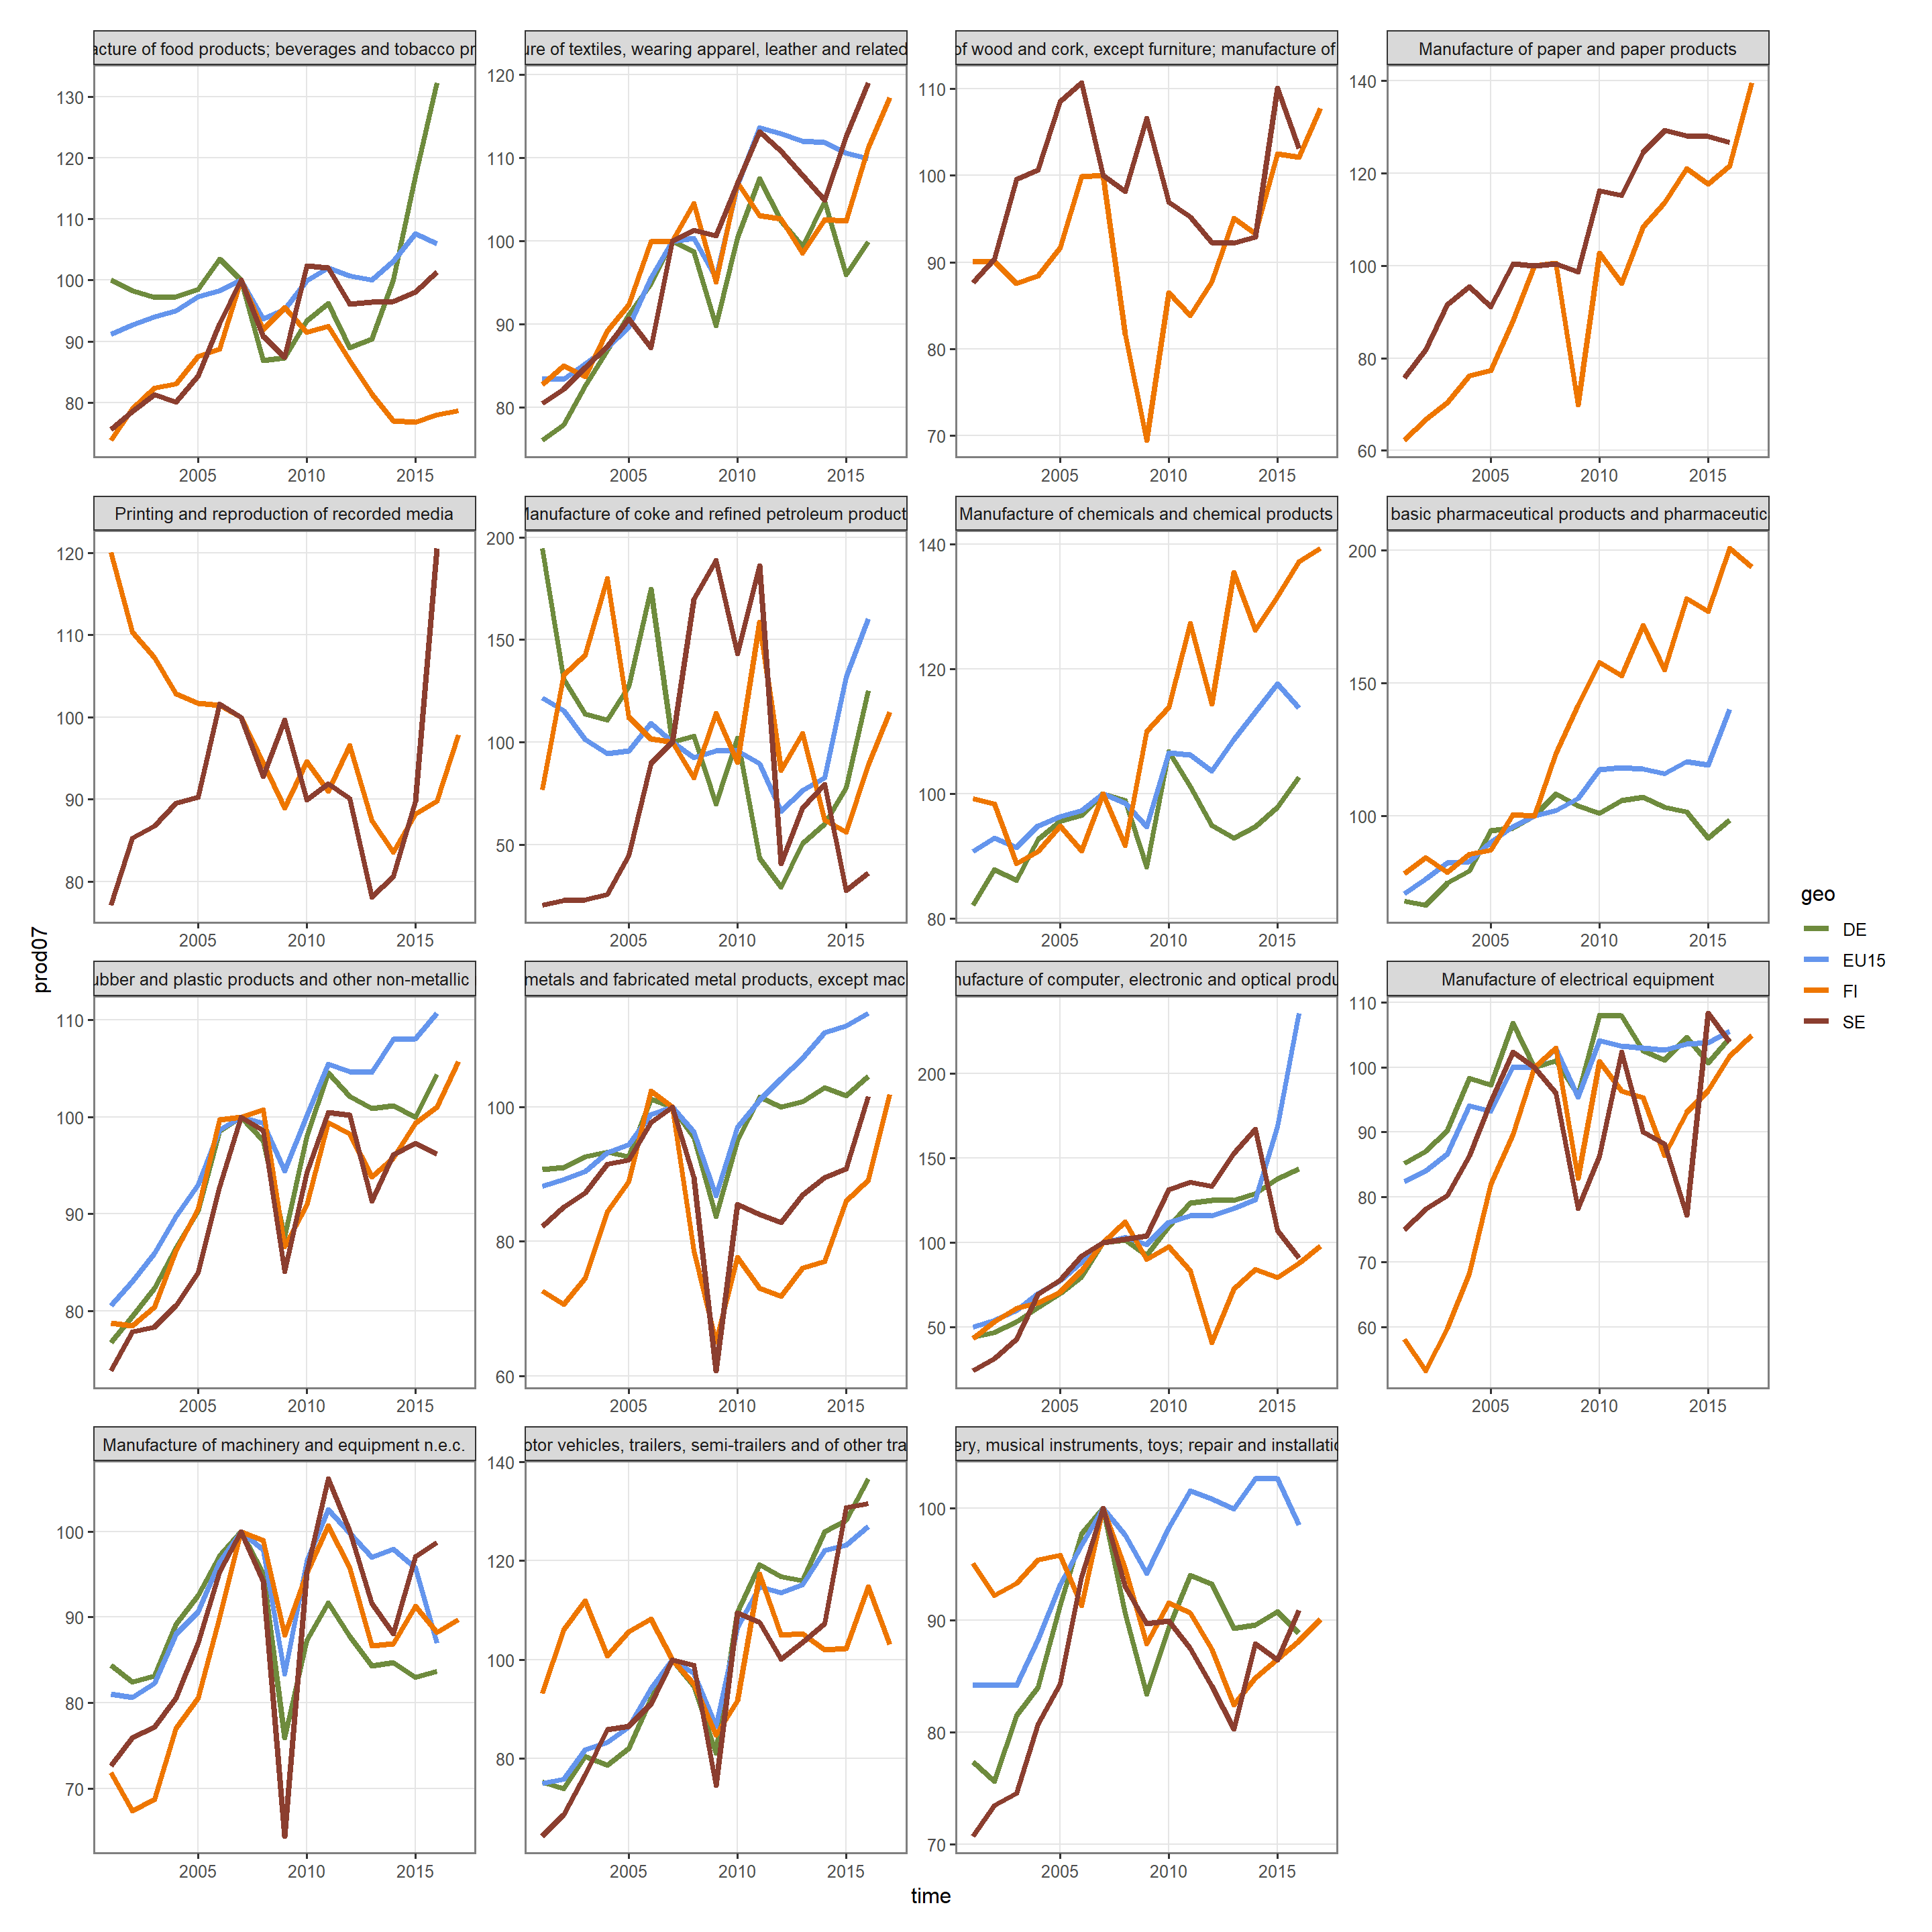 acture of food products; beverages and tobacco pr
ure of textiles, wearing apparel, leather and related
of wood and cork, except furniture; manufacture of
Manufacture of paper and paper products
130
120
110
100
90
80
2005 2010 2015
120
110
100
90
80
2005 2010 2015
110
100
90
80
70
2005 2010 2015
140
120
100
80
60
2005 2010 2015
Printing and reproduction of recorded media
Manufacture of coke and refined petroleum product
Manufacture of chemicals and chemical products
basic pharmaceutical products and pharmaceutic
120
110
100
90
80
2005 2010 2015
200
150
100
50
2005 2010 2015
140
120
100
80
2005 2010 2015
200
150
100
2005 2010 2015
ubber and plastic products and other non-metallic
metals and fabricated metal products, except mac
nufacture of computer, electronic and optical produ
Manufacture of electrical equipment
110
100
90
80
2005 2010 2015
100
80
60
2005 2010 2015
200
150
100
50
2005 2010 2015
110
100
90
80
70
60
2005 2010 2015
Manufacture of machinery and equipment n.e.c.
otor vehicles, trailers, semi-trailers and of other tra
ery, musical instruments, toys; repair and installatio
100
90
80
70
2005 2010 2015
140
120
100
80
2005 2010 2015
100
90
80
70
2005 2010 2015
prod07
time
geo
DE
EU15
FI
SE